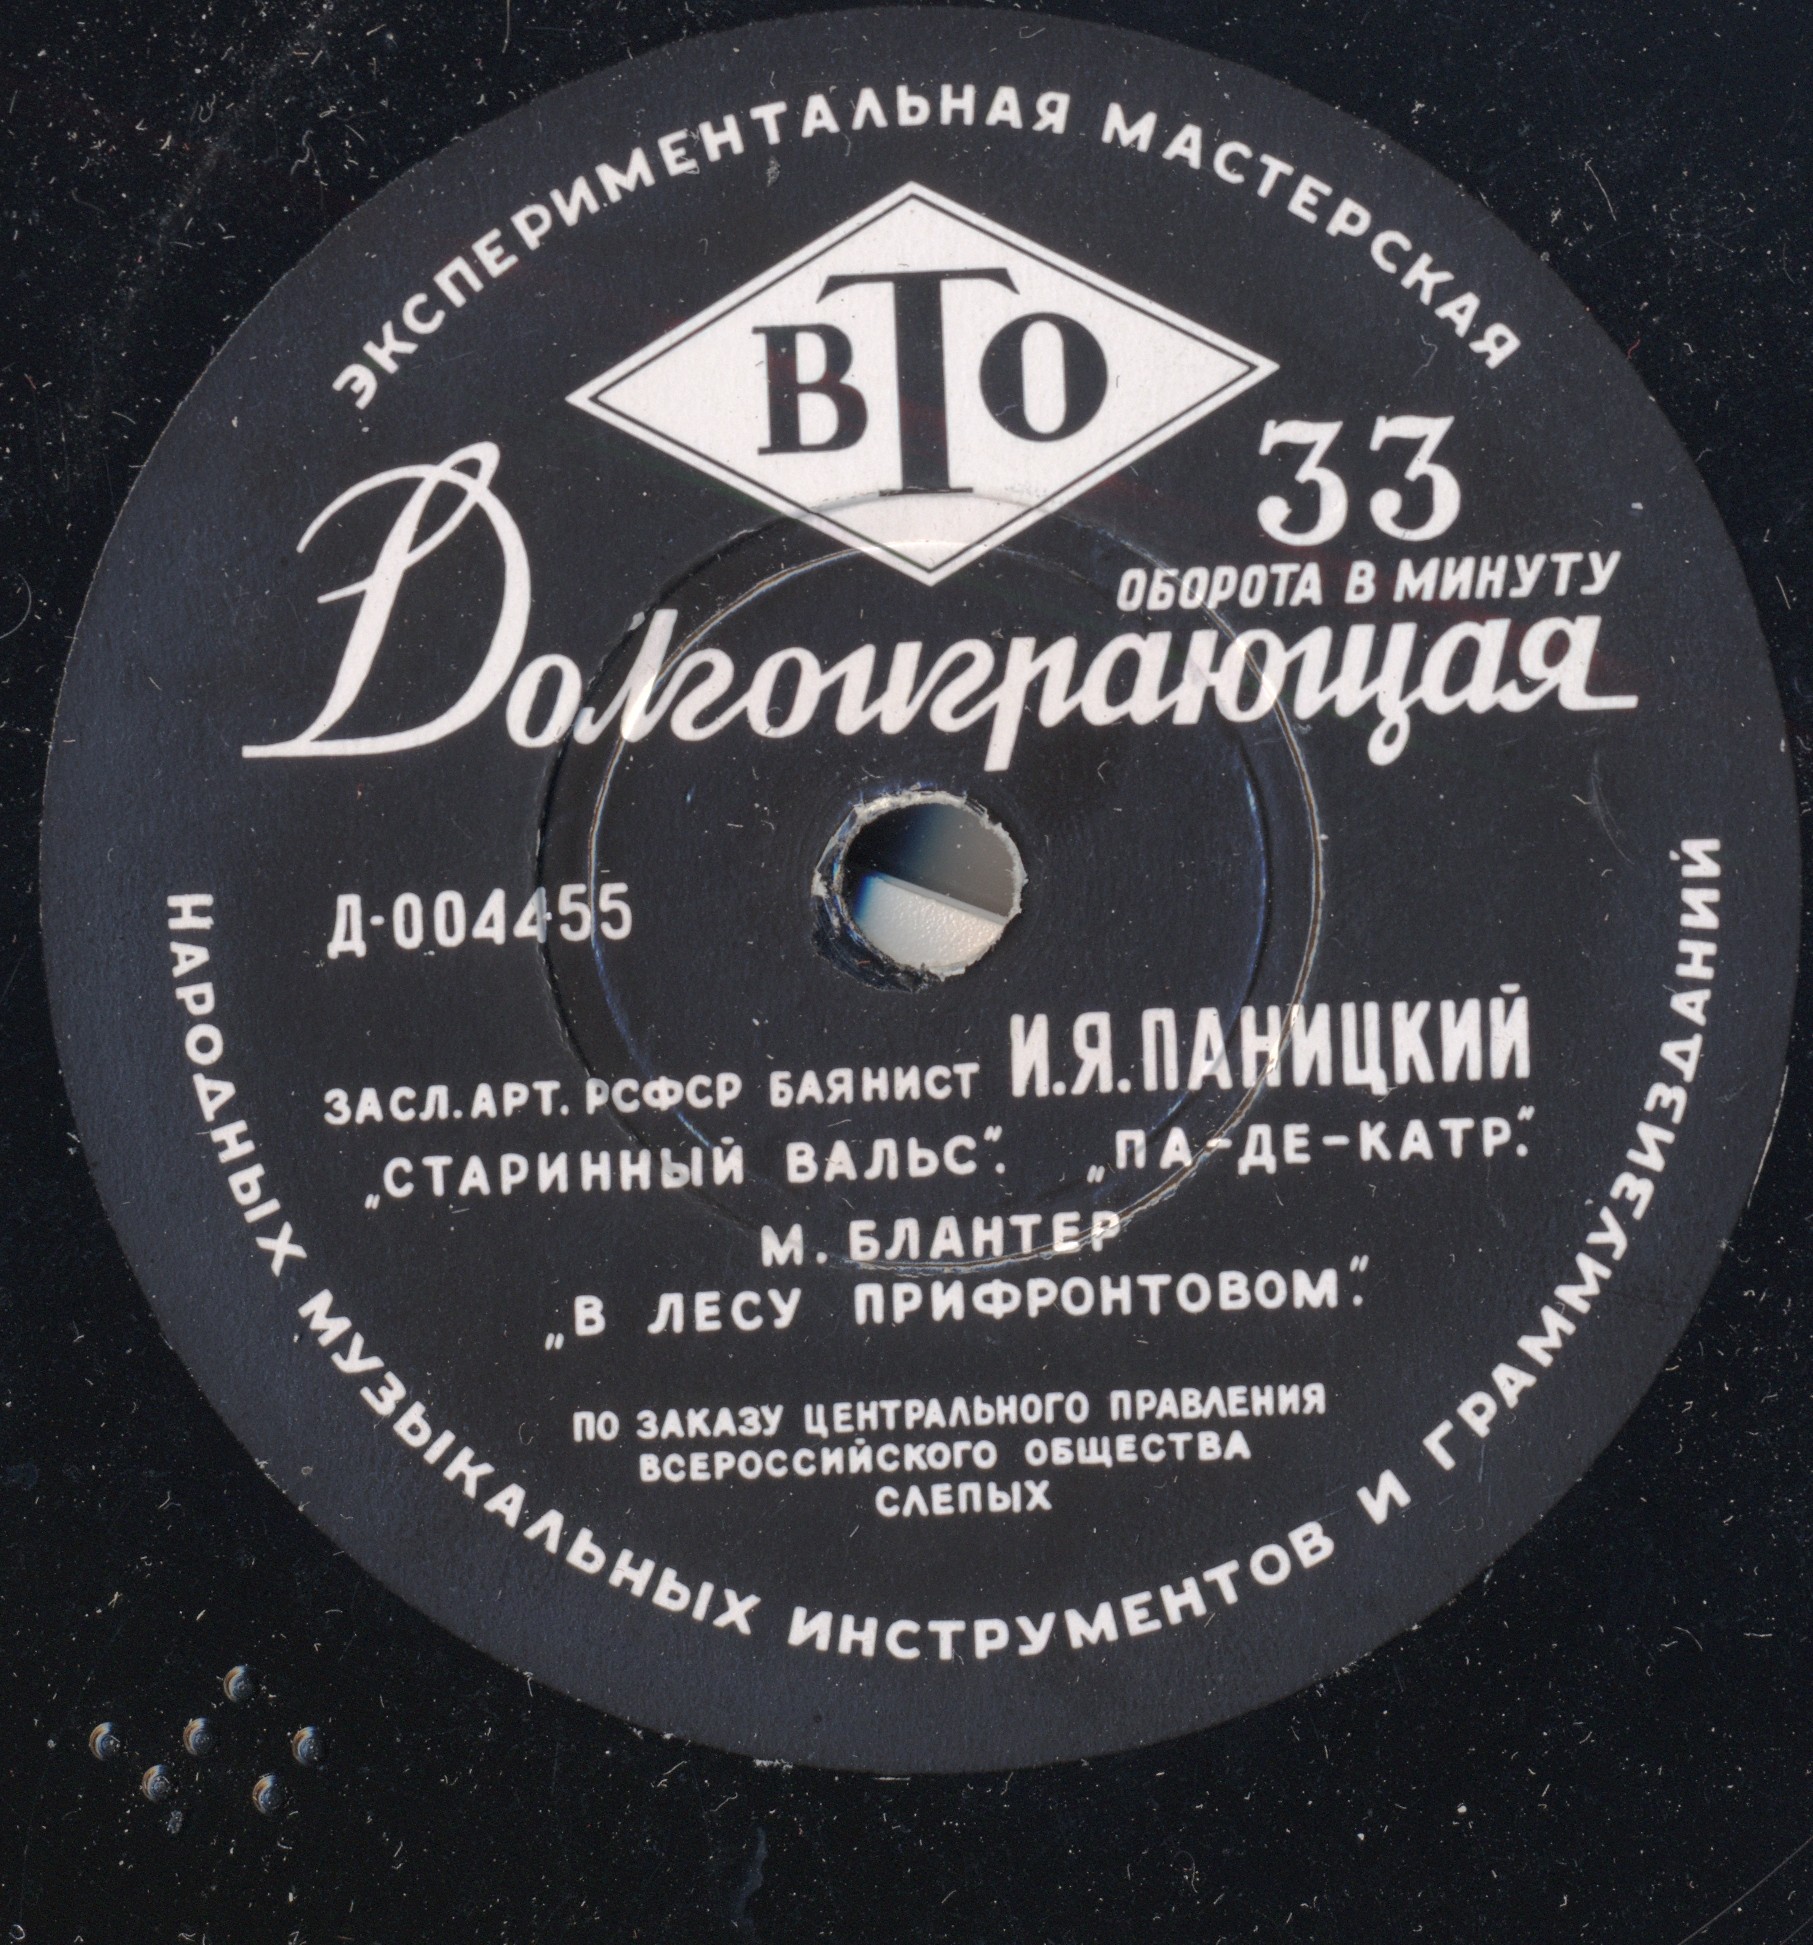 ЭКСПЕРИМЕНТАЛЬНАЯ МАСТЕРСКАЯ
ВТО
33
ОБОРОТА В МИНУТУ
Долгоиграющая
Д-004455
ЗАСЛ.АРТ. РСФСР БАЯНИСТ И.Я.ПАНИЦКИЙ
„СТАРИННЫЙ ВАЛЬС“. „ПА-ДЕ-КАТР.“
М. БЛАНТЕР
„В ЛЕСУ ПРИФРОНТОВОМ“.
ПО ЗАКАЗУ ЦЕНТРАЛЬНОГО ПРАВЛЕНИЯ
ВСЕРОССИЙСКОГО ОБЩЕСТВА
СЛЕПЫХ
НАРОДНЫХ МУЗЫКАЛЬНЫХ ИНСТРУМЕНТОВ И ГРАММУЗИЗДАНИЙ